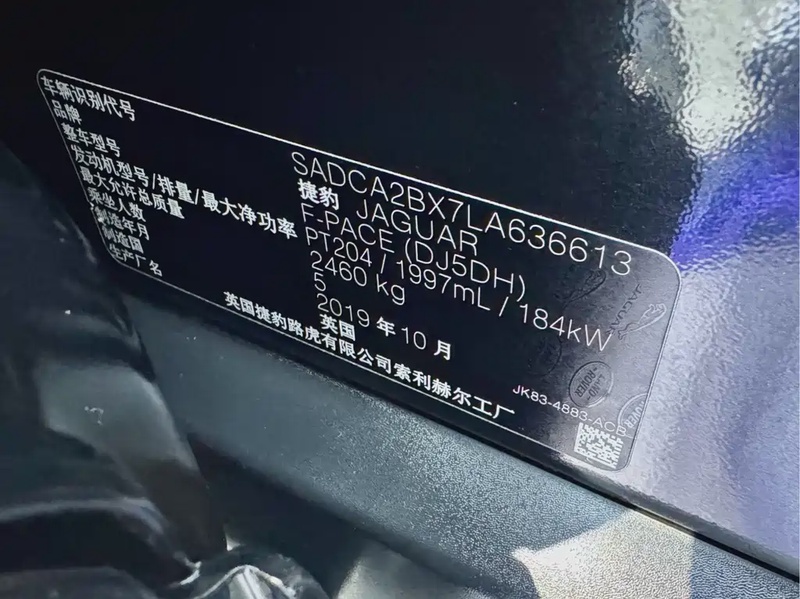 车辆识别代号 SADCA2BX7LA636613
品牌 捷豹 JAGUAR
整车型号 F-PACE (DJ5DH)
发动机型号/排量/最大净功率 PT204 / 1997mL / 184kW
最大允许总质量 2460 kg
乘坐人数 5
制造年月 2019 年 10 月
制造国 英国
生产厂名 英国捷豹路虎有限公司索利赫尔工厂
JK83-4883-ACB
JAGUAR
LAND-
ROVER